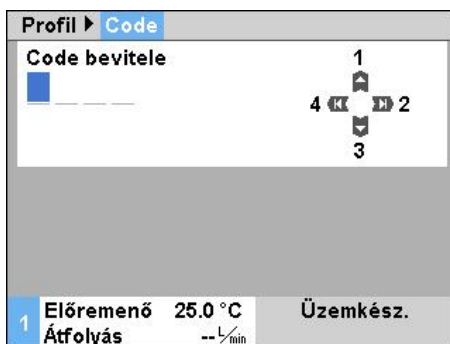 Profil ▶ Code
Code bevitele
1
4 2
3
1 Előremenő 25.0 °C Üzemkész.
Átfolyás -- L/min